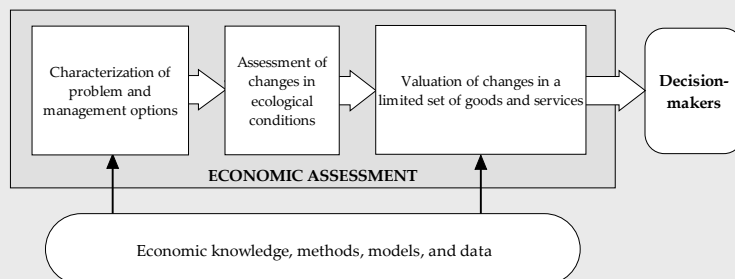 Characterization of
problem and
management options
Assessment of
changes in
ecological
conditions
Valuation of changes in a
limited set of goods and services
Decision-
makers
ECONOMIC ASSESSMENT
Economic knowledge, methods, models, and data